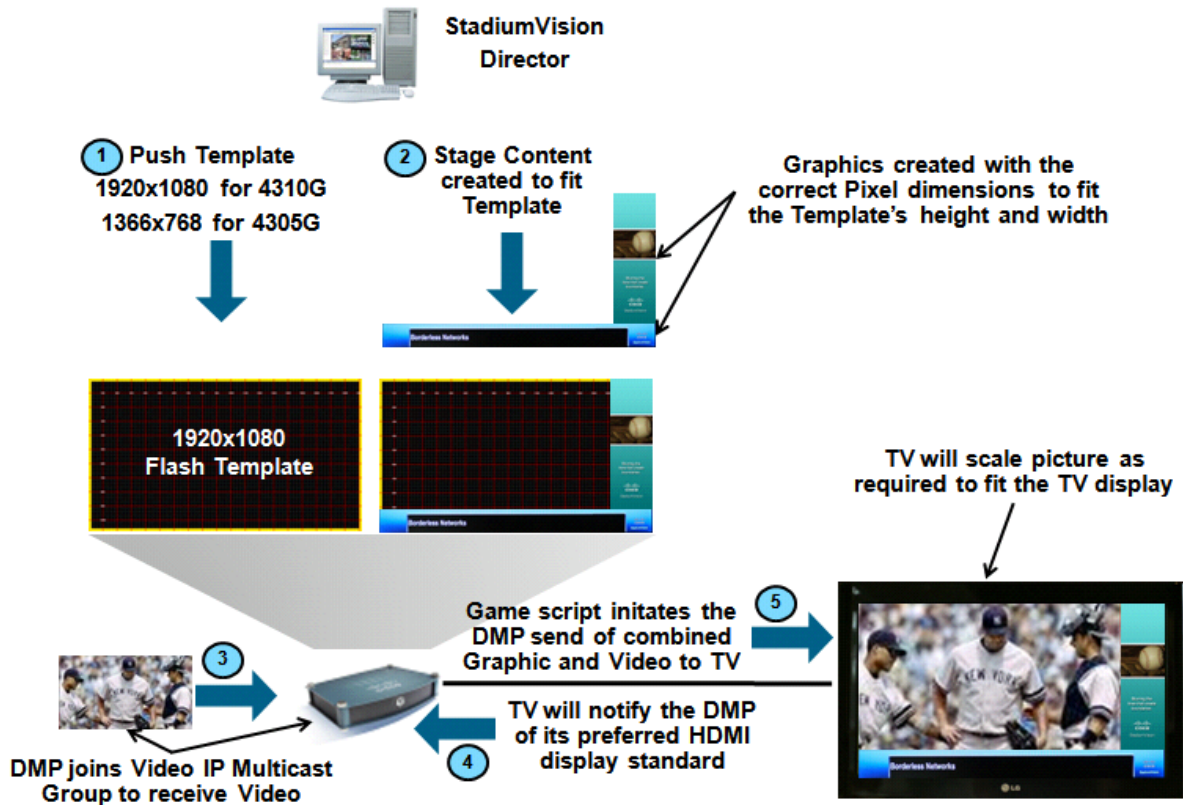 StadiumVision
Director
1 Push Template
1920x1080 for 4310G
1366x768 for 4305G
2 Stage Content
created to fit
Template
Graphics created with the
correct Pixel dimensions to fit
the Template's height and width
Borderless Networks
1920x1080
Flash Template
Borderless Networks
TV will scale picture as
required to fit the TV display
3
Game script initates the
DMP send of combined
Graphic and Video to TV
5
TV will notify the DMP
of its preferred HDMI
display standard
4
DMP joins Video IP Multicast
Group to receive Video
NEW YORK
Borderless Networks
LG